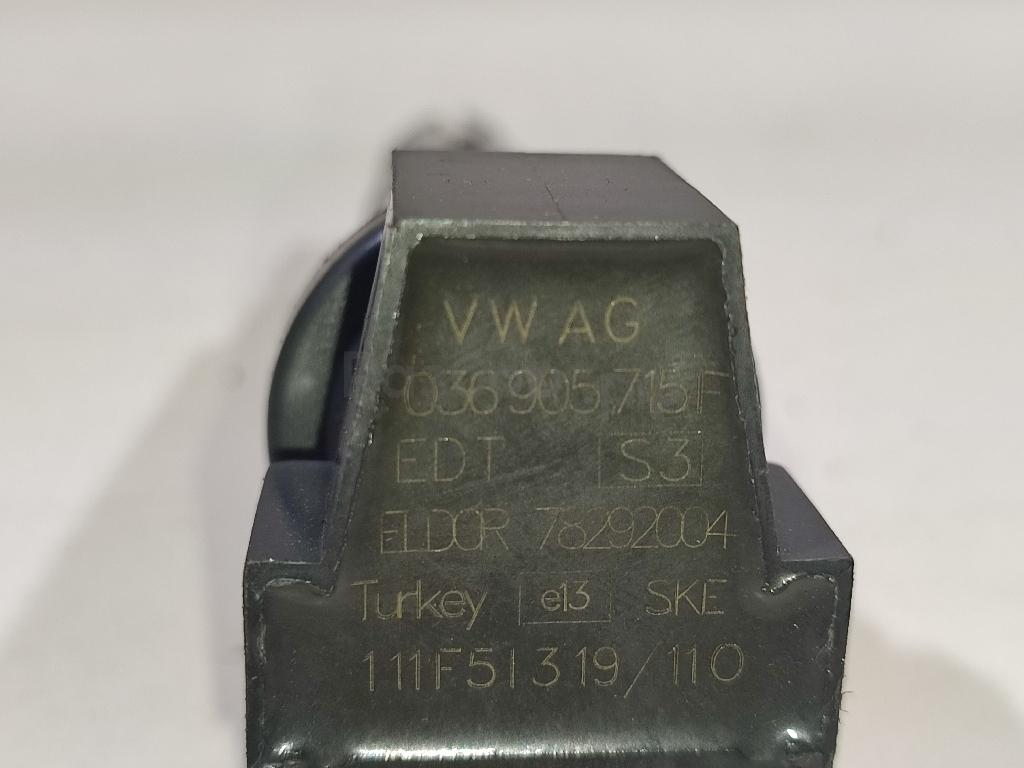 VW AG
036 905 715 F
EDT S3
ELDOR 78292004
Turkey e13 SKE
111F51319/110